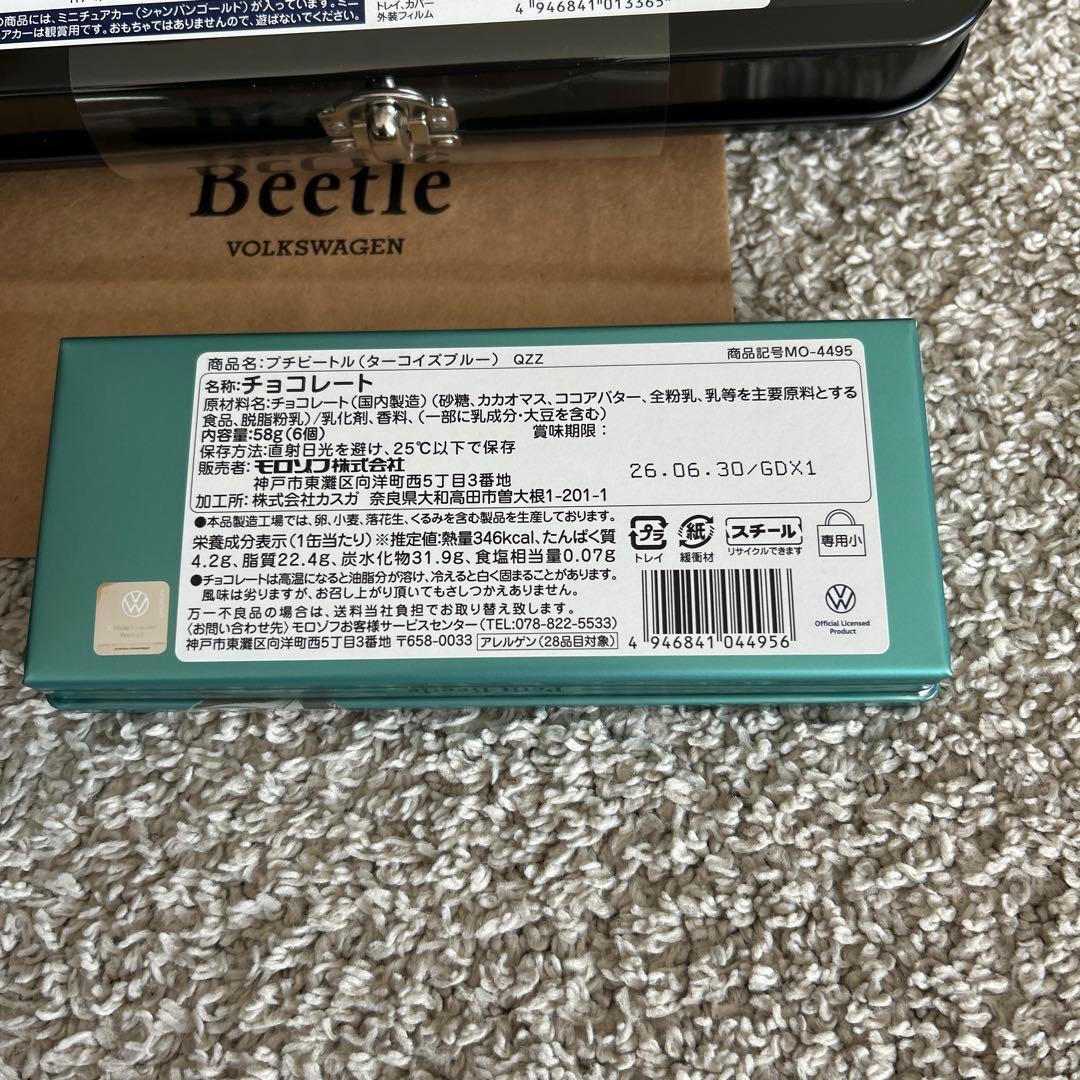 の商品には、ミニチュアカー(シャンパンゴールド)が入っています。ミニ
アカーは観賞用です。おもちゃではありませんので、遊ばないでください。
トレイ、カバー
外装フィルム
4 946841 013365
Beetle
VOLKSWAGEN
商品名:プチビートル(ターコイズブルー) QZZ
商品記号MO-4495
名称:チョコレート
原材料名:チョコレート(国内製造)(砂糖、カカオマス、ココアバター、全粉乳、乳等を主要原料とする
食品、脱脂粉乳)/乳化剤、香料、(一部に乳成分・大豆を含む)
内容量:58g(6個) 賞味期限:
保存方法:直射日光を避け、25℃以下で保存
26.06.30/GDX1
販売者:モロゾフ株式会社
神戸市東灘区向洋町西5丁目3番地
加工所:株式会社カスガ 奈良県大和高田市曽大根1-201-1
●本品製造工場では、卵、小麦、落花生、くるみを含む製品を生産しております。
栄養成分表示(1缶当たり)※推定値:熱量346kcal、たんぱく質
4.2g、脂質22.4g、炭水化物31.9g、食塩相当量0.07g
●チョコレートは高温になると油脂分が溶け、冷えると白く固まることがあります。
風味は劣りますが、お召し上がり頂いてもさしつかえありません。
万一不良品の場合は、送料当社負担でお取り替え致します。
〈お問い合わせ先〉モロゾフお客様サービスセンター(TEL:078-822-5533)
神戸市東灘区向洋町西5丁目3番地 〒658-0033 アレルゲン(28品目対象)
プラ
トレイ
紙
緩衝材
スチール
リサイクルできます
専用小
4 946841 044956
Official Licensed
Product
Official Licensed
Product
Petit Beetle